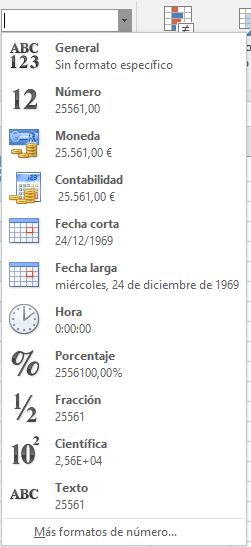 ABC
123
General
Sin formato específico
12
Número
25561,00
Moneda
25.561,00 €
Contabilidad
25.561,00 €
Fecha corta
24/12/1969
Fecha larga
miércoles, 24 de diciembre de 1969
Hora
0:00:00
%
Porcentaje
2556100,00%
½
Fracción
25561
10²
Científica
2,56E+04
ABC
Texto
25561
Más formatos de número...